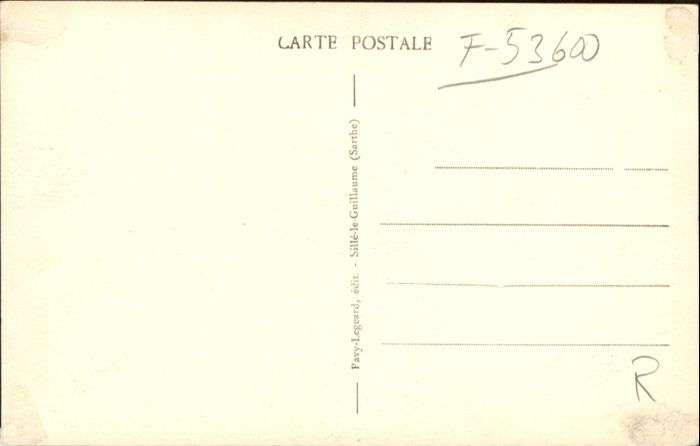 CARTE POSTALE
F-53600
Pavy-Legeard, édit. - Sillé-le-Guillaume (Sarthe)
R